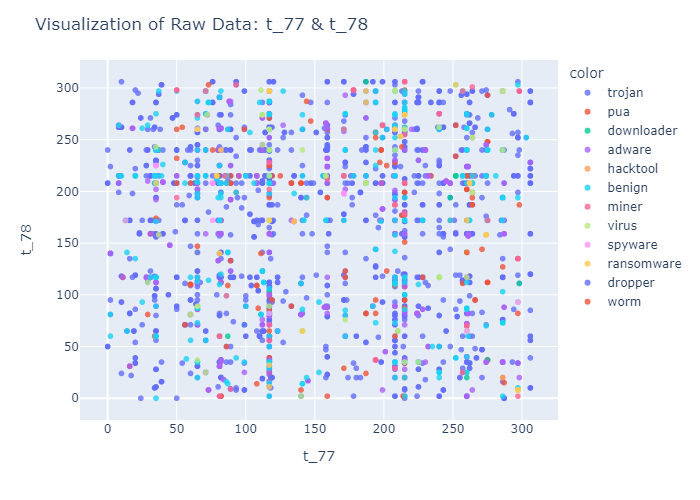 Visualization of Raw Data: t_77 & t_78
color
trojan
pua
downloader
adware
hacktool
benign
miner
virus
spyware
ransomware
dropper
worm
300
250
200
150
100
50
0
t_78
0 50 100 150 200 250 300
t_77